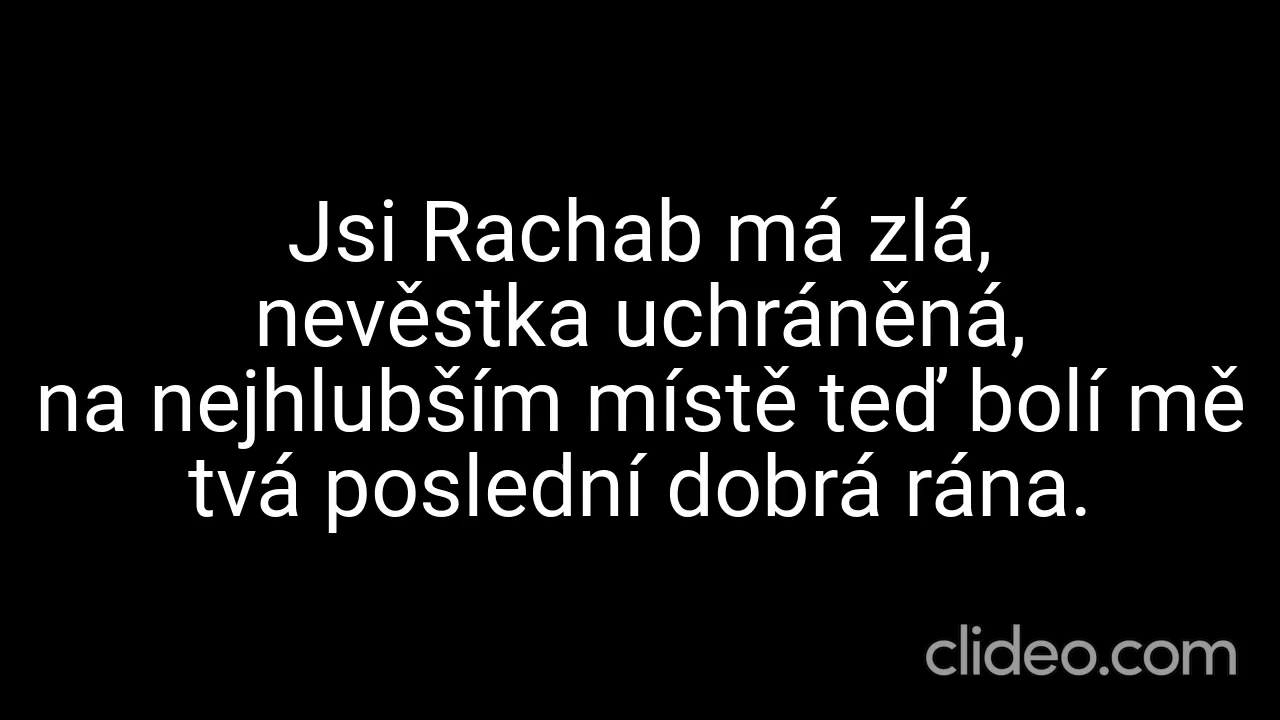 Jsi Rachab má zlá,
nevěstka uchráněná,
na nejhlubším místě teď bolí mě
tvá poslední dobrá rána.
clideo.com